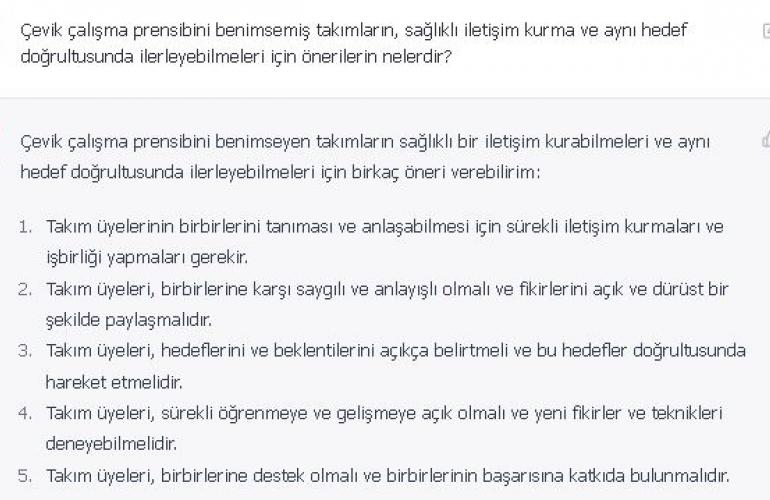 Çevik çalışma prensibini benimsemiş takımların, sağlıklı iletişim kurma ve aynı hedef
doğrultusunda ilerleyebilmeleri için önerilerin nelerdir?
Çevik çalışma prensibini benimseyen takımların sağlıklı bir iletişim kurabilmeleri ve aynı
hedef doğrultusunda ilerleyebilmeleri için birkaç öneri verebilirim:
1. Takım üyelerinin birbirlerini tanıması ve anlaşabilmesi için sürekli iletişim kurmaları ve
işbirliği yapmaları gerekir.
2. Takım üyeleri, birbirlerine karşı saygılı ve anlayışlı olmalı ve fikirlerini açık ve dürüst bir
şekilde paylaşmalıdır.
3. Takım üyeleri, hedeflerini ve beklentilerini açıkça belirtmeli ve bu hedefler doğrultusunda
hareket etmelidir.
4. Takım üyeleri, sürekli öğrenmeye ve gelişmeye açık olmalı ve yeni fikirler ve teknikleri
deneyebilmelidir.
5. Takım üyeleri, birbirlerine destek olmalı ve birbirlerinin başarısına katkıda bulunmalıdır.